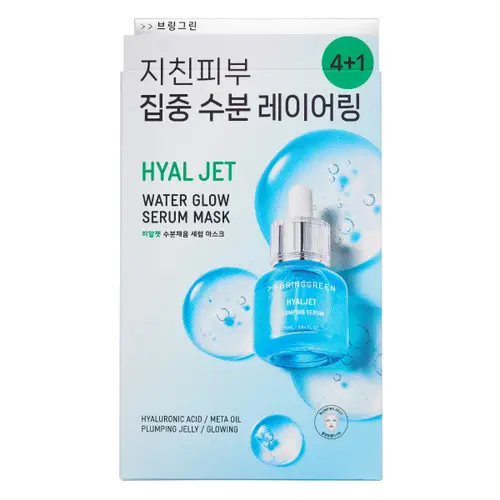 >> 브링그린
4+1
지친피부
집중 수분 레이어링
HYAL JET
WATER GLOW
SERUM MASK
히알젯 수분채움 세럼 마스크
>>BRINGGREEN
HYALJET
PLUMPING SERUM
HYALURONIC ACID / META OIL
PLUMPING JELLY / GLOWING